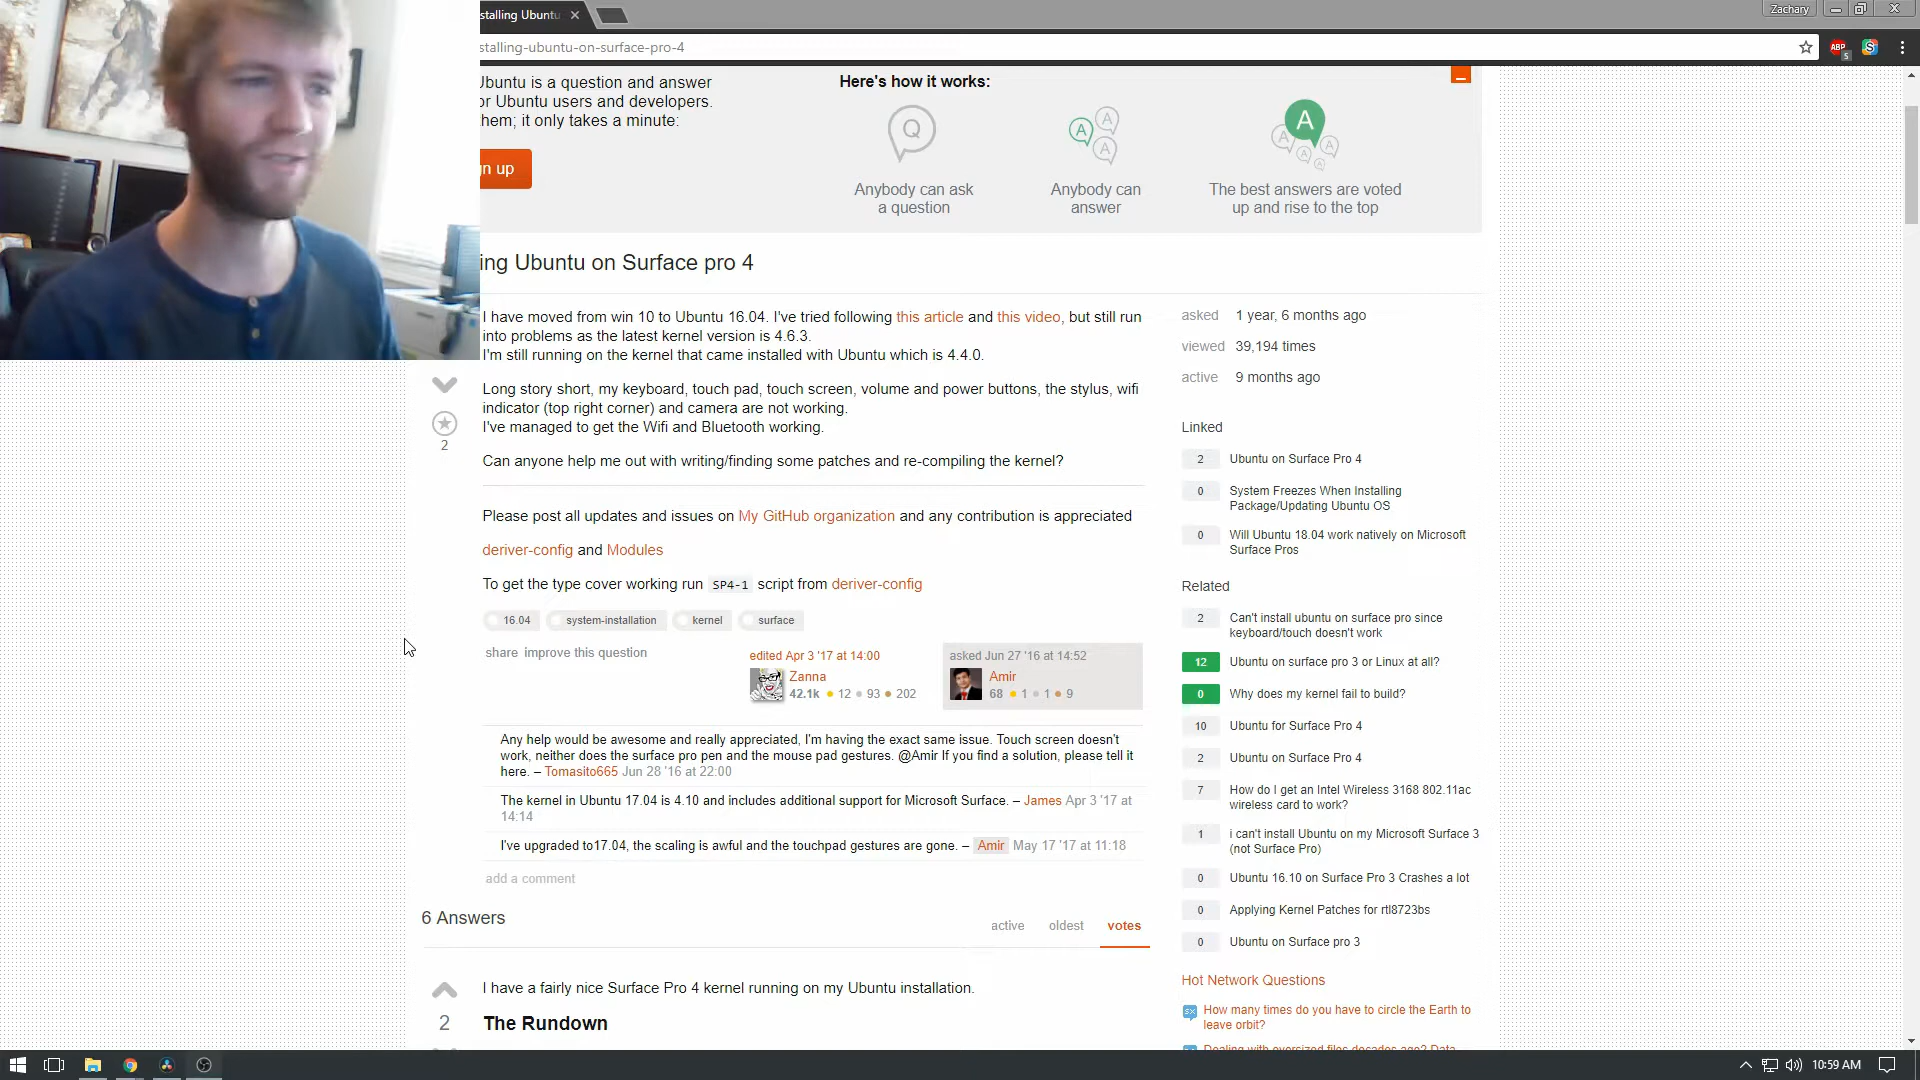 stalling Ubuntu
Zachary
stalling-ubuntu-on-surface-pro-4
ABP
S
S
Ubuntu is a question and answer
or Ubuntu users and developers.
them; it only takes a minute:
n up
Here's how it works:
Q
A
A
A
A
A
A
A
A
Anybody can ask
a question
Anybody can
answer
The best answers are voted
up and rise to the top
ing Ubuntu on Surface pro 4
I have moved from win 10 to Ubuntu 16.04. I've tried following this article and this video, but still run
into problems as the latest kernel version is 4.6.3.
I'm still running on the kernel that came installed with Ubuntu which is 4.4.0.
2
Long story short, my keyboard, touch pad, touch screen, volume and power buttons, the stylus, wifi
indicator (top right corner) and camera are not working.
I've managed to get the Wifi and Bluetooth working.
Can anyone help me out with writing/finding some patches and re-compiling the kernel?
Please post all updates and issues on My GitHub organization and any contribution is appreciated
deriver-config and Modules
To get the type cover working run SP4-1 script from deriver-config
16.04 system-installation kernel surface
share improve this question
edited Apr 3 '17 at 14:00
Zanna
42.1k 12 93 202
asked Jun 27 '16 at 14:52
Amir
68 1 1 9
Any help would be awesome and really appreciated, I'm having the exact same issue. Touch screen doesn't
work, neither does the surface pro pen and the mouse pad gestures. @Amir If you find a solution, please tell it
here. – Tomasito665 Jun 28 '16 at 22:00
The kernel in Ubuntu 17.04 is 4.10 and includes additional support for Microsoft Surface. – James Apr 3 '17 at
14:14
I've upgraded to17.04, the scaling is awful and the touchpad gestures are gone. – Amir May 17 '17 at 11:18
add a comment
6 Answers
active oldest votes
2
I have a fairly nice Surface Pro 4 kernel running on my Ubuntu installation.
The Rundown
asked 1 year, 6 months ago
viewed 39,194 times
active 9 months ago
Linked
2 Ubuntu on Surface Pro 4
0 System Freezes When Installing
Package/Updating Ubuntu OS
0 Will Ubuntu 18.04 work natively on Microsoft
Surface Pros
Related
2 Can't install ubuntu on surface pro since
keyboard/touch doesn't work
12 Ubuntu on surface pro 3 or Linux at all?
0 Why does my kernel fail to build?
10 Ubuntu for Surface Pro 4
2 Ubuntu on Surface Pro 4
7 How do I get an Intel Wireless 3168 802.11ac
wireless card to work?
1 i can't install Ubuntu on my Microsoft Surface 3
(not Surface Pro)
0 Ubuntu 16.10 on Surface Pro 3 Crashes a lot
0 Applying Kernel Patches for rtl8723bs
0 Ubuntu on Surface pro 3
Hot Network Questions
How many times do you have to circle the Earth to
leave orbit?
Dealing with oversized files decades ago? Data
10:59 AM